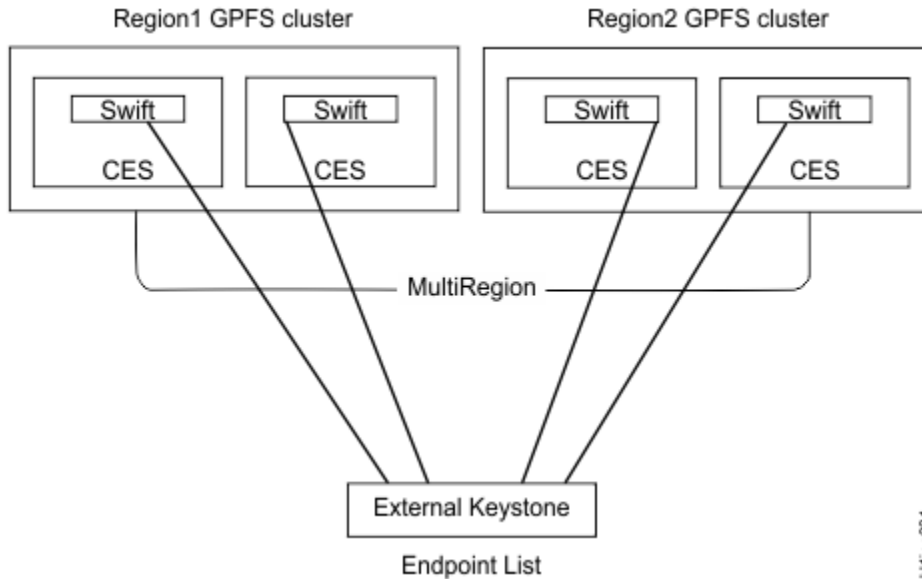 Region1 GPFS cluster
Region2 GPFS cluster
Swift
Swift
Swift
Swift
CES
CES
CES
CES
MultiRegion
External Keystone
Endpoint List